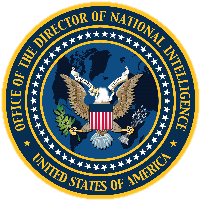 OFFICE OF THE DIRECTOR OF NATIONAL INTELLIGENCE
UNITED STATES OF AMERICA